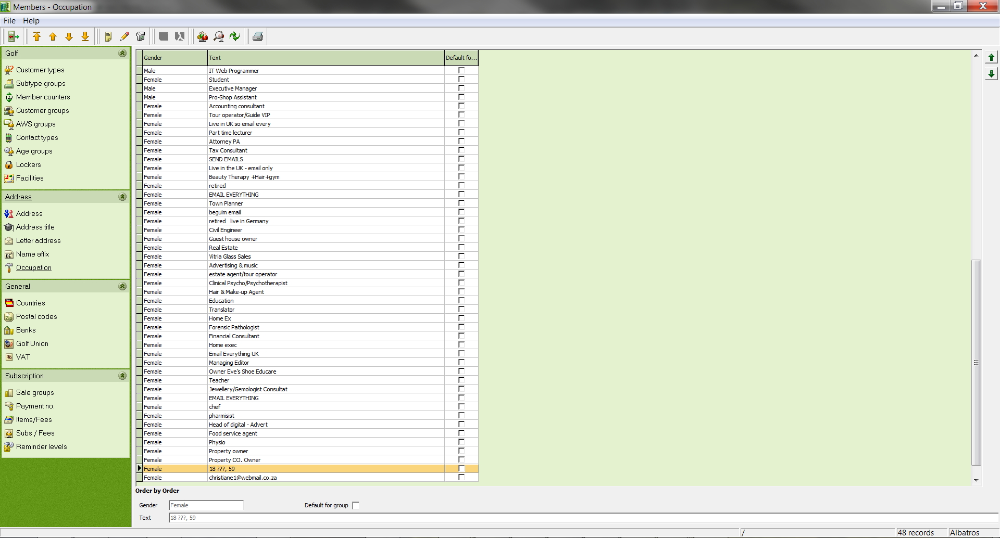 Members - Occupation
File Help
Golf
Customer types
Subtype groups
Member counters
Customer groups
AWS groups
Contact types
Age groups
Lockers
Facilities
Address
Address
Address title
Letter address
Name affix
Occupation
General
Countries
Postal codes
Banks
Golf Union
VAT
Subscription
Sale groups
Payment no.
Items/Fees
Subs / Fees
Reminder levels
Gender Text Default fo...
Male IT Web Programmer
Female Student
Male Executive Manager
Male Pro-Shop Assistant
Female Accounting consultant
Female Tour operator/Guide VIP
Female Live in UK so email every
Female Part time lecturer
Female Attorney PA
Female Tax Consultant
Female SEND EMAILS
Female Live in the UK - email only
Female Beauty Therapy +Hair+gym
Female retired
Female EMAIL EVERYTHING
Female Town Planner
Female beguim email
Female retired live in Germany
Female Civil Engineer
Female Guest house owner
Female Real Estate
Female Vitria Glass Sales
Female Advertising & music
Female estate agent/tour operator
Female Clinical Psycho/Psychotherapist
Female Hair & Make-up Agent
Female Education
Female Translator
Female Home Ex
Female Forensic Pathologist
Female Financial Consultant
Female Home exec
Female Email Everything UK
Female Managing Editor
Female Owner Eve's Shoe Educare
Female Teacher
Female Jewellery/Gemologist Consultat
Female EMAIL EVERYTHING
Female chef
Female pharmisist
Female Head of digital - Advert
Female Food service agent
Female Physio
Female Property owner
Female Property CO. Owner
Female 18 ???, 59
Female christiane1@webmail.co.za
Order by Order
Gender Female Default for group
Text 18 ???, 59
/ 48 records Albatros